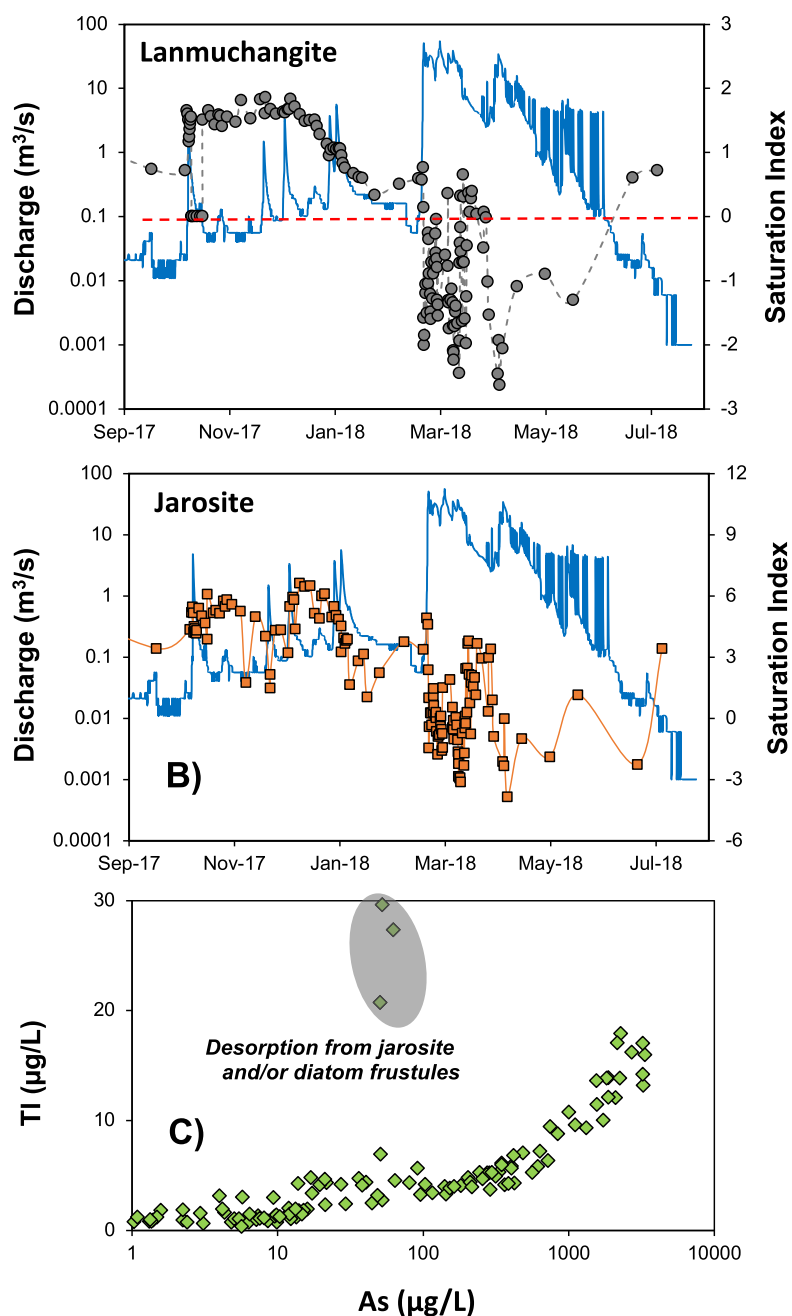 Lanmuchangite
Discharge (m³/s)
100
10
1
0.1
0.01
0.001
0.0001
3
2
1
0
-1
-2
-3
Saturation Index
Sep-17 Nov-17 Jan-18 Mar-18 May-18 Jul-18
Jarosite
B)
Discharge (m³/s)
100
10
1
0.1
0.01
0.001
0.0001
12
9
6
3
0
-3
-6
Saturation Index
Sep-17 Nov-17 Jan-18 Mar-18 May-18 Jul-18
Tl (µg/L)
30
20
10
0
Desorption from jarosite
and/or diatom frustules
C)
1 10 100 1000 10000
As (µg/L)